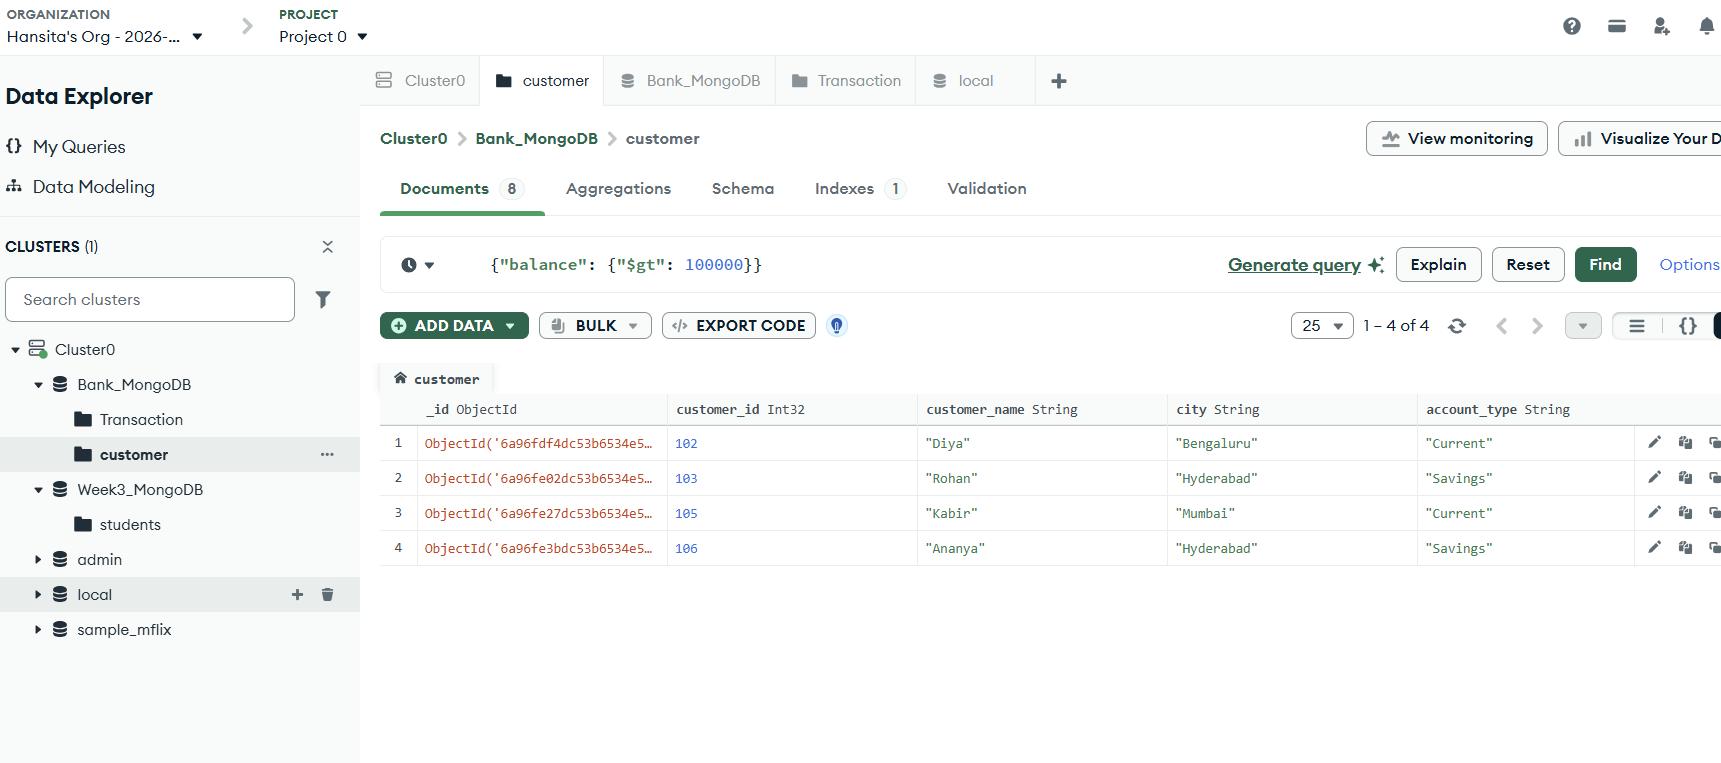 ORGANIZATION
Hansita's Org - 2026-...
PROJECT
Project 0
Data Explorer
My Queries
Data Modeling
CLUSTERS (1)
Search clusters
Cluster0
Bank_MongoDB
Transaction
customer
Week3_MongoDB
students
admin
local
sample_mflix
Cluster0
customer
Bank_MongoDB
Transaction
local
Cluster0 > Bank_MongoDB > customer
View monitoring
Visualize Your D
Documents 8
Aggregations
Schema
Indexes 1
Validation
{"balance": {"$gt": 100000}}
Generate query
Explain
Reset
Find
Options
ADD DATA
BULK
</> EXPORT CODE
25
1 – 4 of 4
{}
customer
_id ObjectId customer_id Int32 customer_name String city String account_type String
1 ObjectId('6a96fdf4dc53b6534e5… 102 "Diya" "Bengaluru" "Current"
2 ObjectId('6a96fe02dc53b6534e5… 103 "Rohan" "Hyderabad" "Savings"
3 ObjectId('6a96fe27dc53b6534e5… 105 "Kabir" "Mumbai" "Current"
4 ObjectId('6a96fe3bdc53b6534e5… 106 "Ananya" "Hyderabad" "Savings"